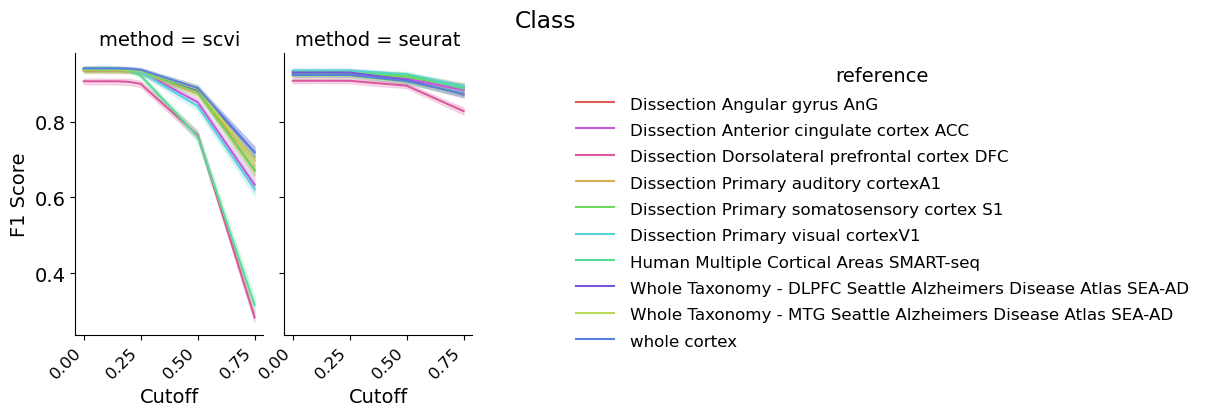 Class
method = scvi
method = seurat
F1 Score
0.8
0.6
0.4
0.00
0.25
0.50
0.75
0.00
0.25
0.50
0.75
Cutoff
Cutoff
reference
Dissection Angular gyrus AnG
Dissection Anterior cingulate cortex ACC
Dissection Dorsolateral prefrontal cortex DFC
Dissection Primary auditory cortexA1
Dissection Primary somatosensory cortex S1
Dissection Primary visual cortexV1
Human Multiple Cortical Areas SMART-seq
Whole Taxonomy - DLPFC Seattle Alzheimers Disease Atlas SEA-AD
Whole Taxonomy - MTG Seattle Alzheimers Disease Atlas SEA-AD
whole cortex